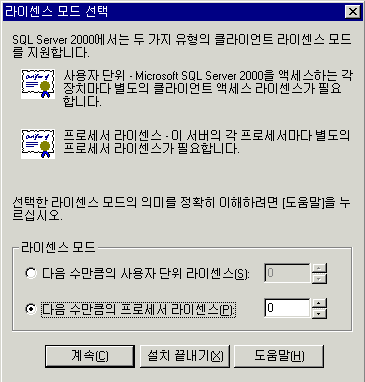 라이센스 모드 선택
SQL Server 2000에서는 두 가지 유형의 클라이언트 라이센스 모드
를 지원합니다.
사용자 단위 - Microsoft SQL Server 2000을 액세스하는 각
장치마다 별도의 클라이언트 액세스 라이센스가 필요
합니다.
프로세서 라이센스 - 이 서버의 각 프로세서마다 별도의
프로세서 라이센스가 필요합니다.
선택한 라이센스 모드의 의미를 정확히 이해하려면 [도움말]을 누
르십시오.
라이센스 모드
다음 수만큼의 사용자 단위 라이센스(S): 0
다음 수만큼의 프로세서 라이센스(P): 0
계속(C) 설치 끝내기(X) 도움말(H)